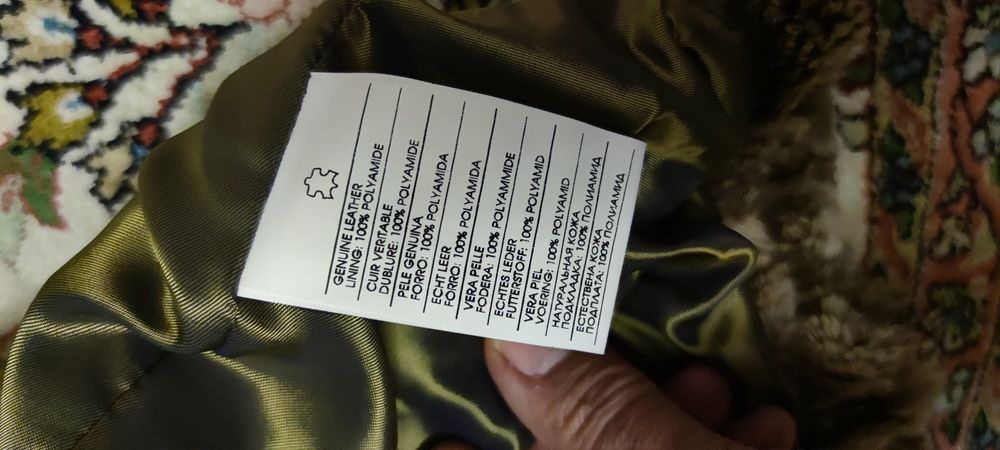 GENUINE LEATHER
LINING: 100% POLYAMIDE
CUIR VERITABLE
DUBLURE: 100% POLYAMIDE
PELE GENUINA
FORRO: 100% POLYAMIDA
ECHT LEER
FORRO: 100% POLYAMIDA
VERA PELLE
FODERA: 100% POLYAMMIDE
ECHTES LEDER
FUTTERSTOFF: 100% POLYAMID
VERA PIEL
VOERING: 100% POLYAMID
НАТУРАЛЬНАЯ КОЖА
ПОДКЛАДКА: 100% ПОЛИАМИД
ЕСТЕСТВЕНА КОЖА
ПОДПЛАТА: 100% ПОЛИАМИД